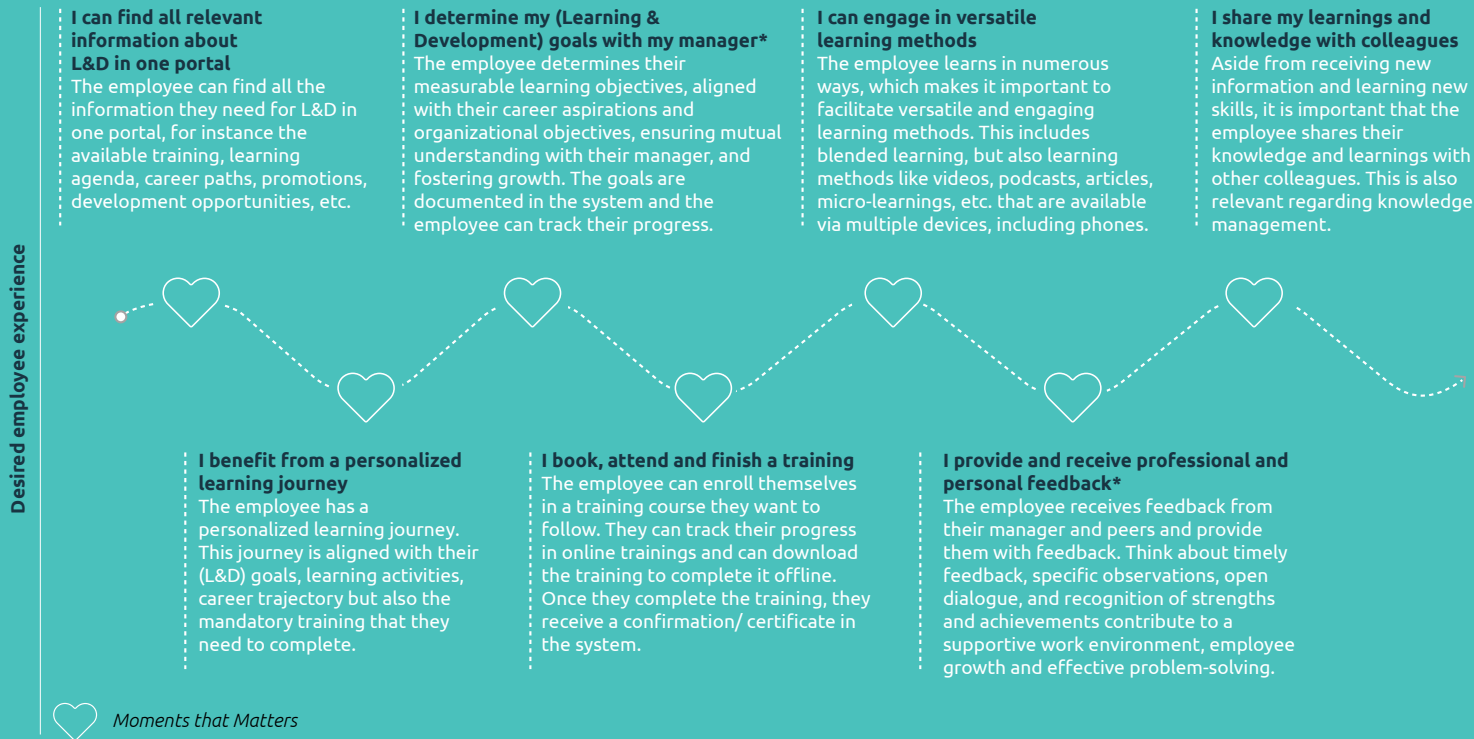 Desired employee experience
I can find all relevant
information about
L&D in one portal
The employee can find all the
information they need for L&D in
one portal, for instance the
available training, learning
agenda, career paths, promotions,
development opportunities, etc.
I determine my (Learning &
Development) goals with my manager*
The employee determines their
measurable learning objectives, aligned
with their career aspirations and
organizational objectives, ensuring mutual
understanding with their manager, and
fostering growth. The goals are
documented in the system and the
employee can track their progress.
I can engage in versatile
learning methods
The employee learns in numerous
ways, which makes it important to
facilitate versatile and engaging
learning methods. This includes
blended learning, but also learning
methods like videos, podcasts, articles,
micro-learnings, etc. that are available
via multiple devices, including phones.
I share my learnings and
knowledge with colleagues
Aside from receiving new
information and learning new
skills, it is important that the
employee shares their
knowledge and learnings with
other colleagues. This is also
relevant regarding knowledge
management.
I benefit from a personalized
learning journey
The employee has a
personalized learning journey.
This journey is aligned with their
(L&D) goals, learning activities,
career trajectory but also the
mandatory training that they
need to complete.
I book, attend and finish a training
The employee can enroll themselves
in a training course they want to
follow. They can track their progress
in online trainings and can download
the training to complete it offline.
Once they complete the training, they
receive a confirmation/ certificate in
the system.
I provide and receive professional and
personal feedback*
The employee receives feedback from
their manager and peers and provide
them with feedback. Think about timely
feedback, specific observations, open
dialogue, and recognition of strengths
and achievements contribute to a
supportive work environment, employee
growth and effective problem-solving.
Moments that Matters